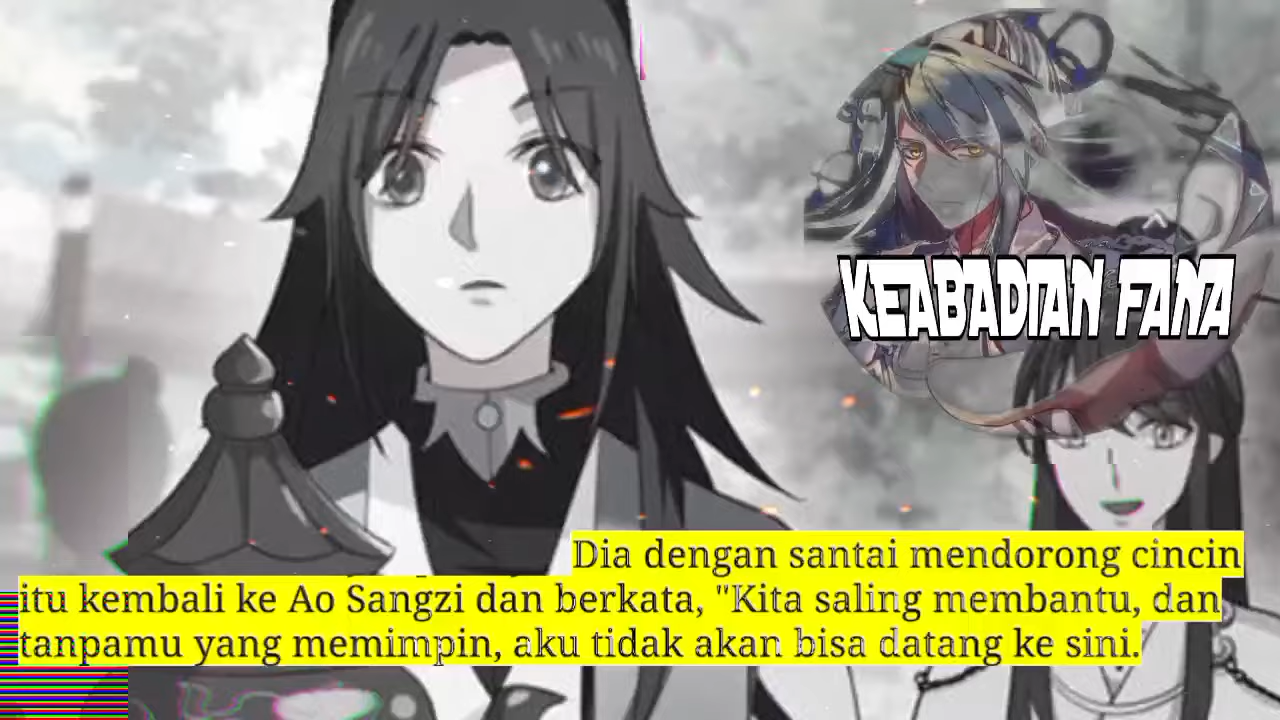 KEABADIAN FANA
Dia dengan santai mendorong cincin
itu kembali ke Ao Sangzi dan berkata, "Kita saling membantu, dan
tanpamu yang memimpin, aku tidak akan bisa datang ke sini.